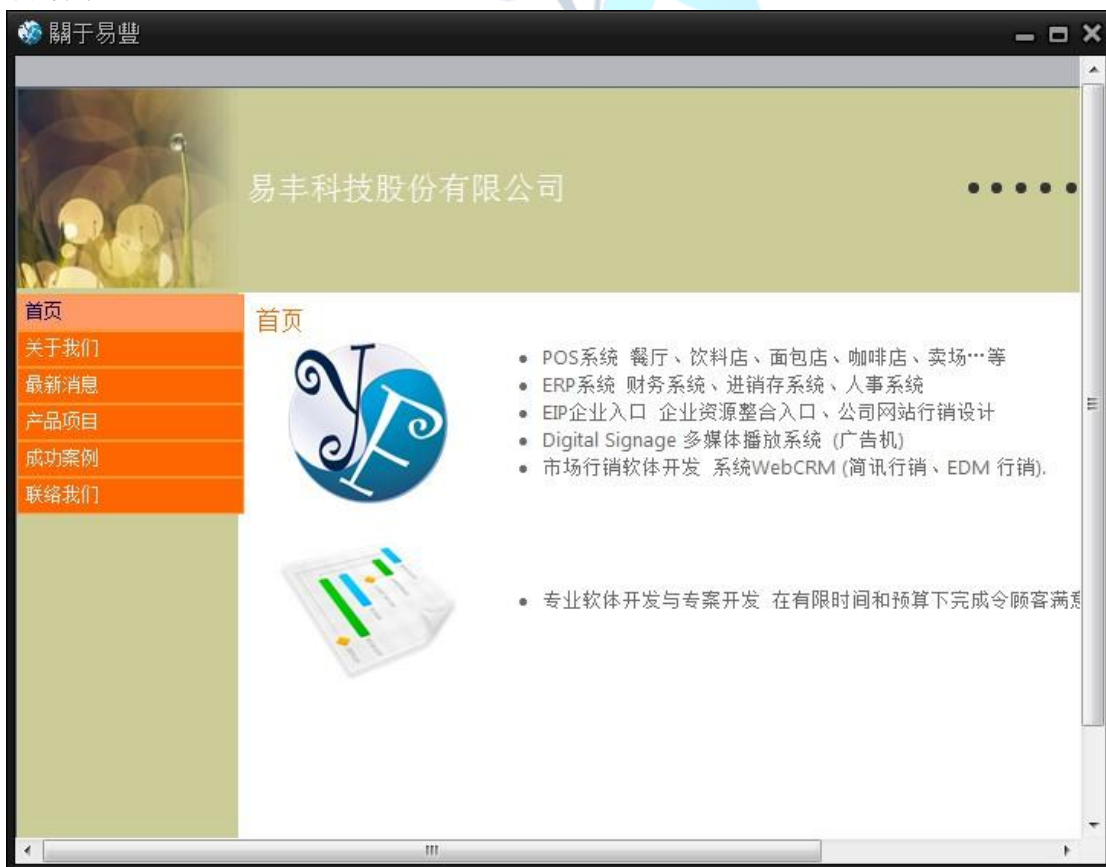 關于易豐
易丰科技股份有限公司
首页
关于我们
最新消息
产品项目
成功案例
联络我们
首页
POS系统 餐厅、饮料店、面包店、咖啡店、卖场…等
ERP系统 财务系统、进销存系统、人事系统
EIP企业入口 企业资源整合入口、公司网站行销设计
Digital Signage 多媒体播放系统 (广告机)
市场行销软体开发 系统WebCRM (简讯行销、EDM 行销).
专业软体开发与专案开发 在有限时间和预算下完成令顾客满意